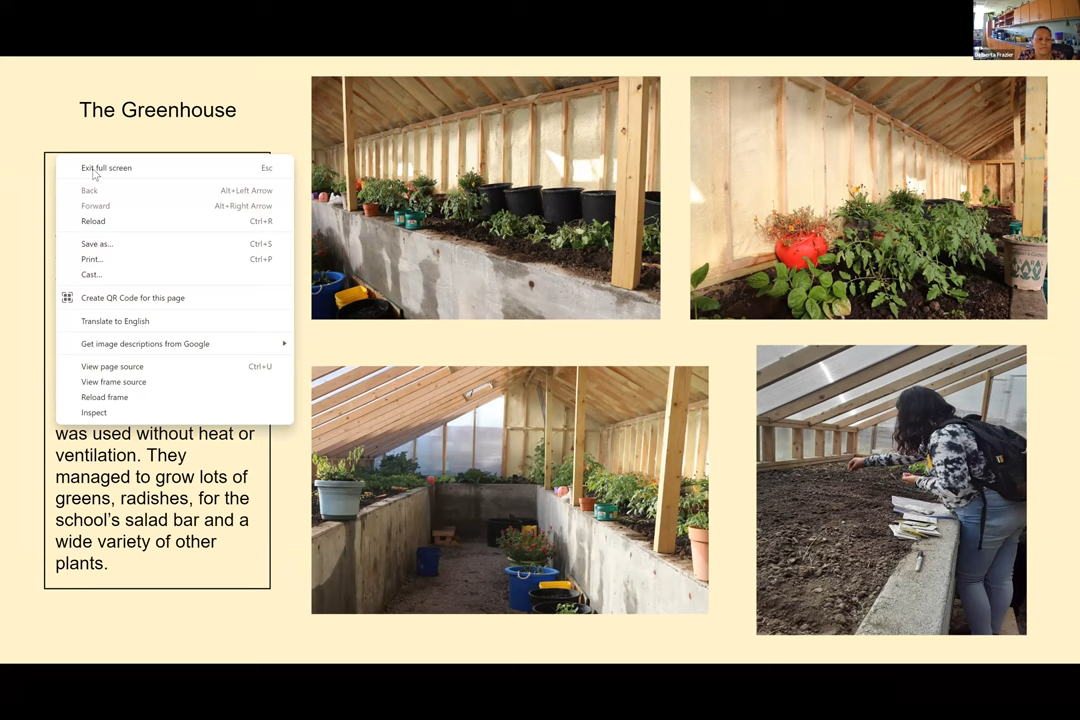 Roberta Frazier
The Greenhouse
Exit full screen Esc
Back Alt+Left Arrow
Forward Alt+Right Arrow
Reload Ctrl+R
Save as... Ctrl+S
Print... Ctrl+P
Cast...
Create QR Code for this page
Translate to English
Get image descriptions from Google
View page source Ctrl+U
View frame source
Reload frame
Inspect
was used without heat or
ventilation. They
managed to grow lots of
greens, radishes, for the
school's salad bar and a
wide variety of other
plants.